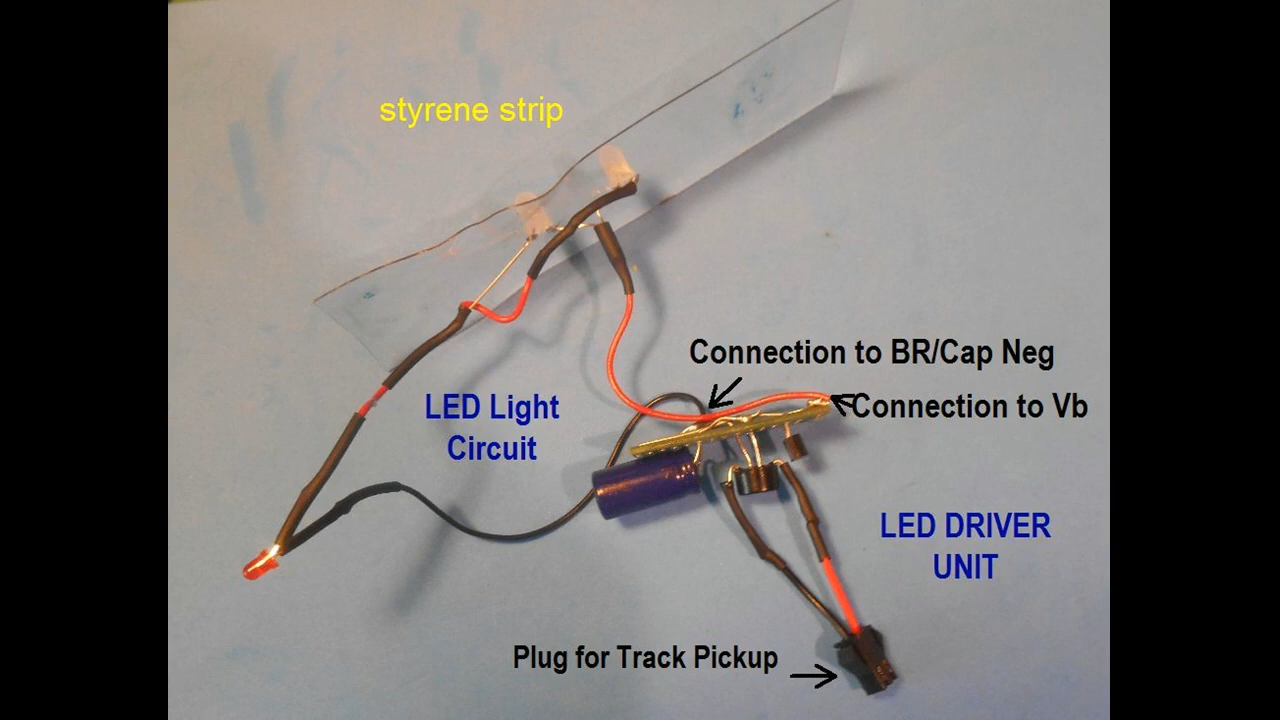 styrene strip
Connection to BR/Cap Neg
Connection to Vb
LED Light
Circuit
LED DRIVER
UNIT
Plug for Track Pickup